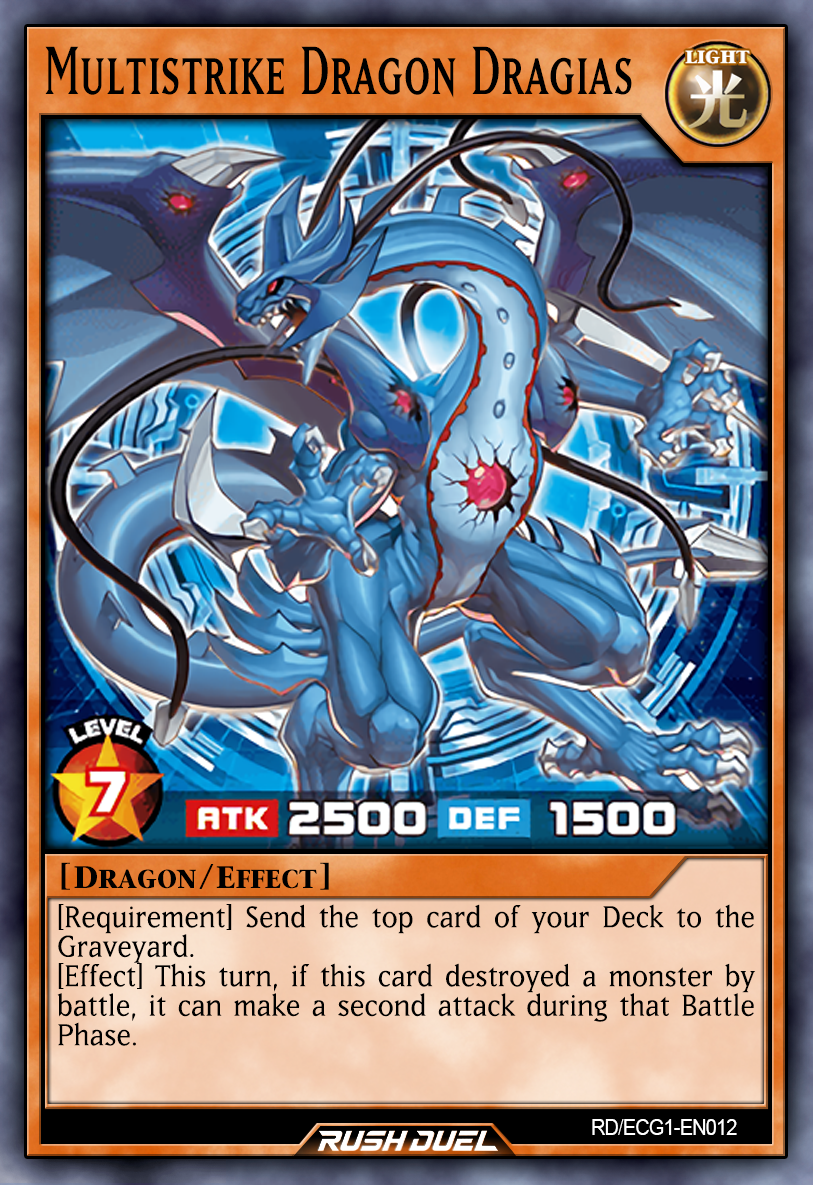 Multistrike Dragon Dragias
LIGHT
光
LEVEL
7
ATK 2500 DEF 1500
[Dragon/Effect]
[Requirement] Send the top card of your Deck to the
Graveyard.
[Effect] This turn, if this card destroyed a monster by
battle, it can make a second attack during that Battle
Phase.
RD/ECG1-EN012
RUSH DUEL